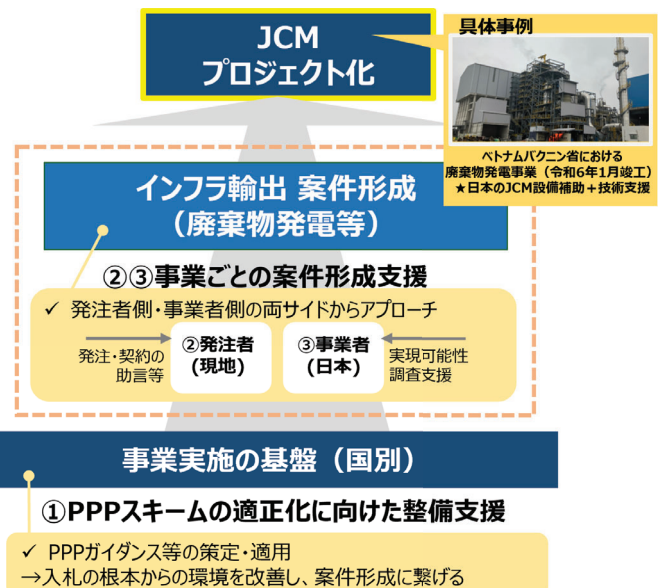 JCM
プロジェクト化
具体事例
ベトナムバクニン省における
廃棄物発電事業（令和6年1月竣工）
★日本のJCM設備補助＋技術支援
インフラ輸出 案件形成
（廃棄物発電等）
②③事業ごとの案件形成支援
✓ 発注者側・事業者側の両サイドからアプローチ
発注・契約の
助言等
②発注者
(現地)
③事業者
(日本)
実現可能性
調査支援
事業実施の基盤（国別）
①PPPスキームの適正化に向けた整備支援
✓ PPPガイダンス等の策定・適用
→入札の根本からの環境を改善し、案件形成に繋げる